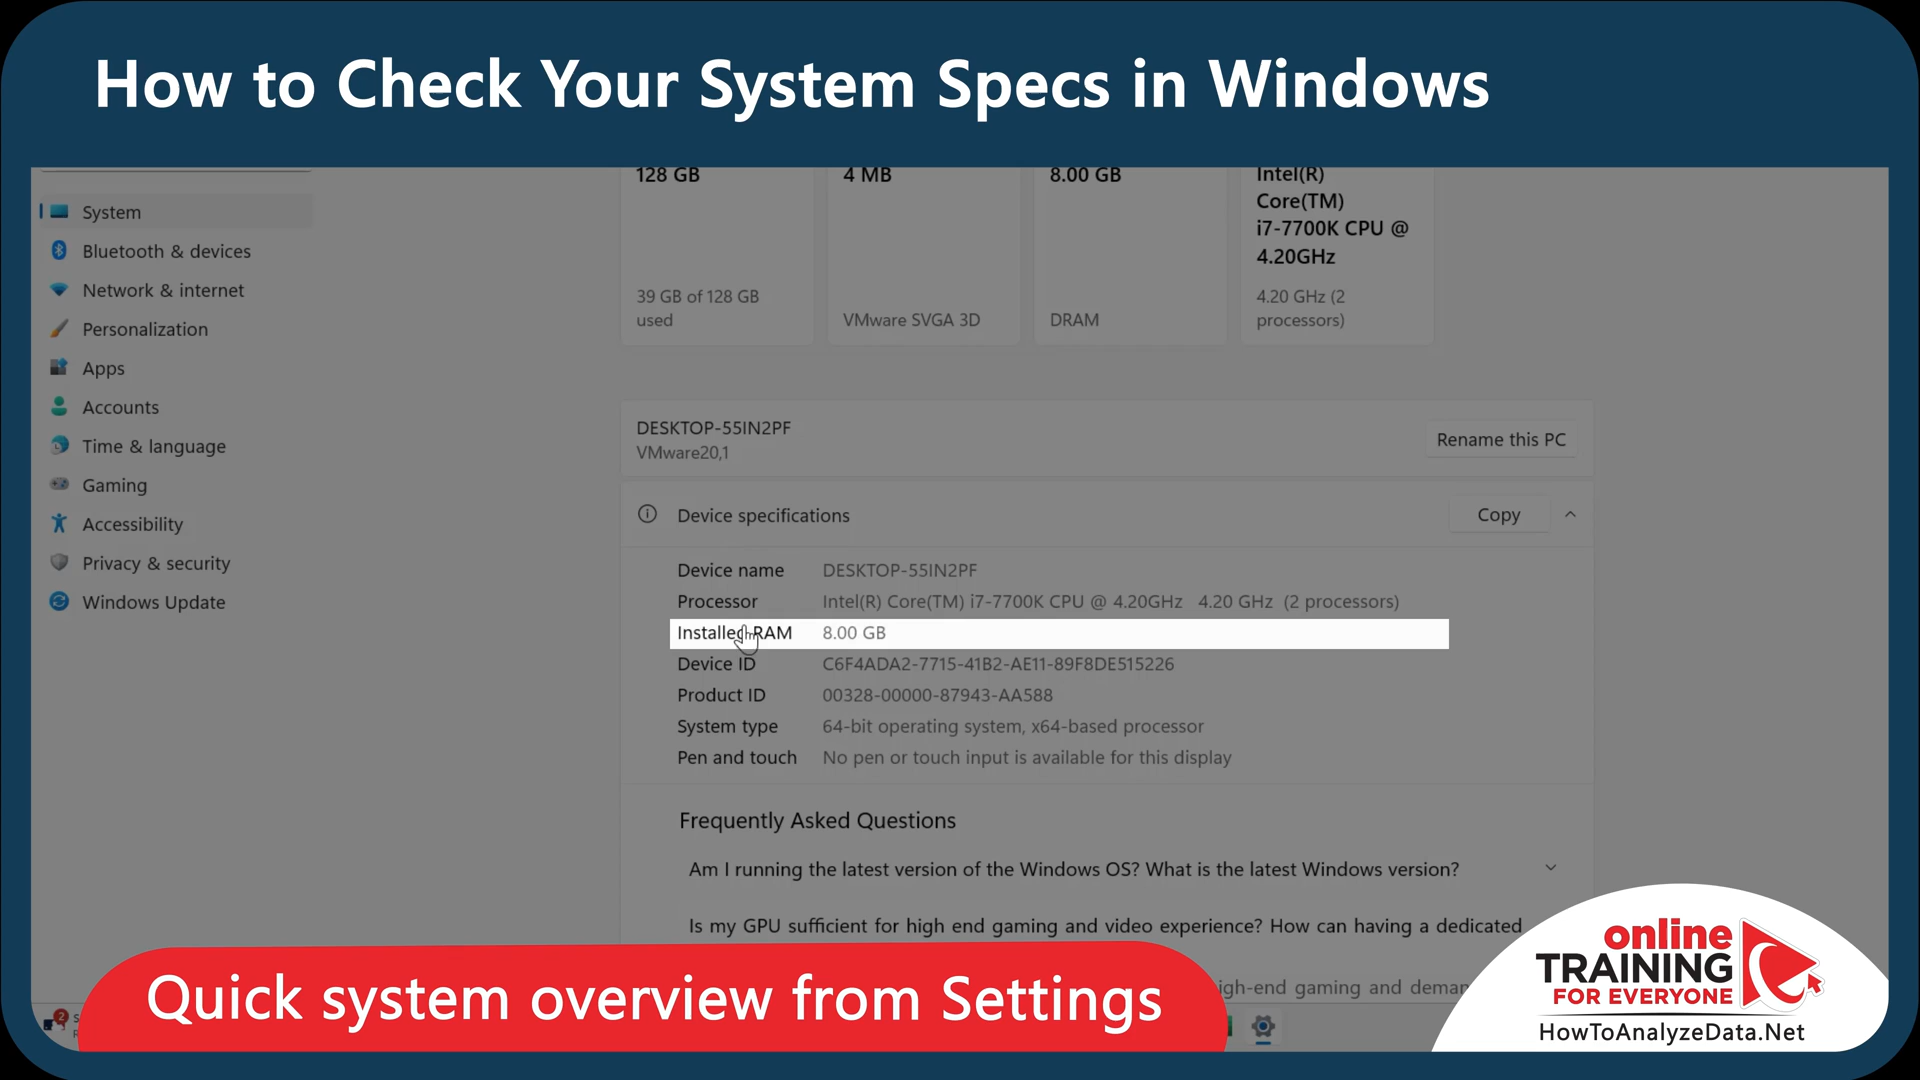 How to Check Your System Specs in Windows
128 GB
4 MB
8.00 GB
Intel(R)
Core(TM)
i7-7700K CPU @
4.20GHz
39 GB of 128 GB
used
VMware SVGA 3D
DRAM
4.20 GHz (2
processors)
System
Bluetooth & devices
Network & internet
Personalization
Apps
Accounts
Time & language
Gaming
Accessibility
Privacy & security
Windows Update
DESKTOP-55IN2PF
VMware20,1
Rename this PC
Device specifications
Copy
Device name DESKTOP-55IN2PF
Processor Intel(R) Core(TM) i7-7700K CPU @ 4.20GHz 4.20 GHz (2 processors)
Installed RAM 8.00 GB
Device ID C6F4ADA2-7715-41B2-AE11-89F8DE515226
Product ID 00328-00000-87943-AA588
System type 64-bit operating system, x64-based processor
Pen and touch No pen or touch input is available for this display
Frequently Asked Questions
Am I running the latest version of the Windows OS? What is the latest Windows version?
Is my GPU sufficient for high end gaming and video experience? How can having a dedicated
gaming and
Quick system overview from Settings
2
online
TRAINING
FOR EVERYONE
HowToAnalyzeData.Net